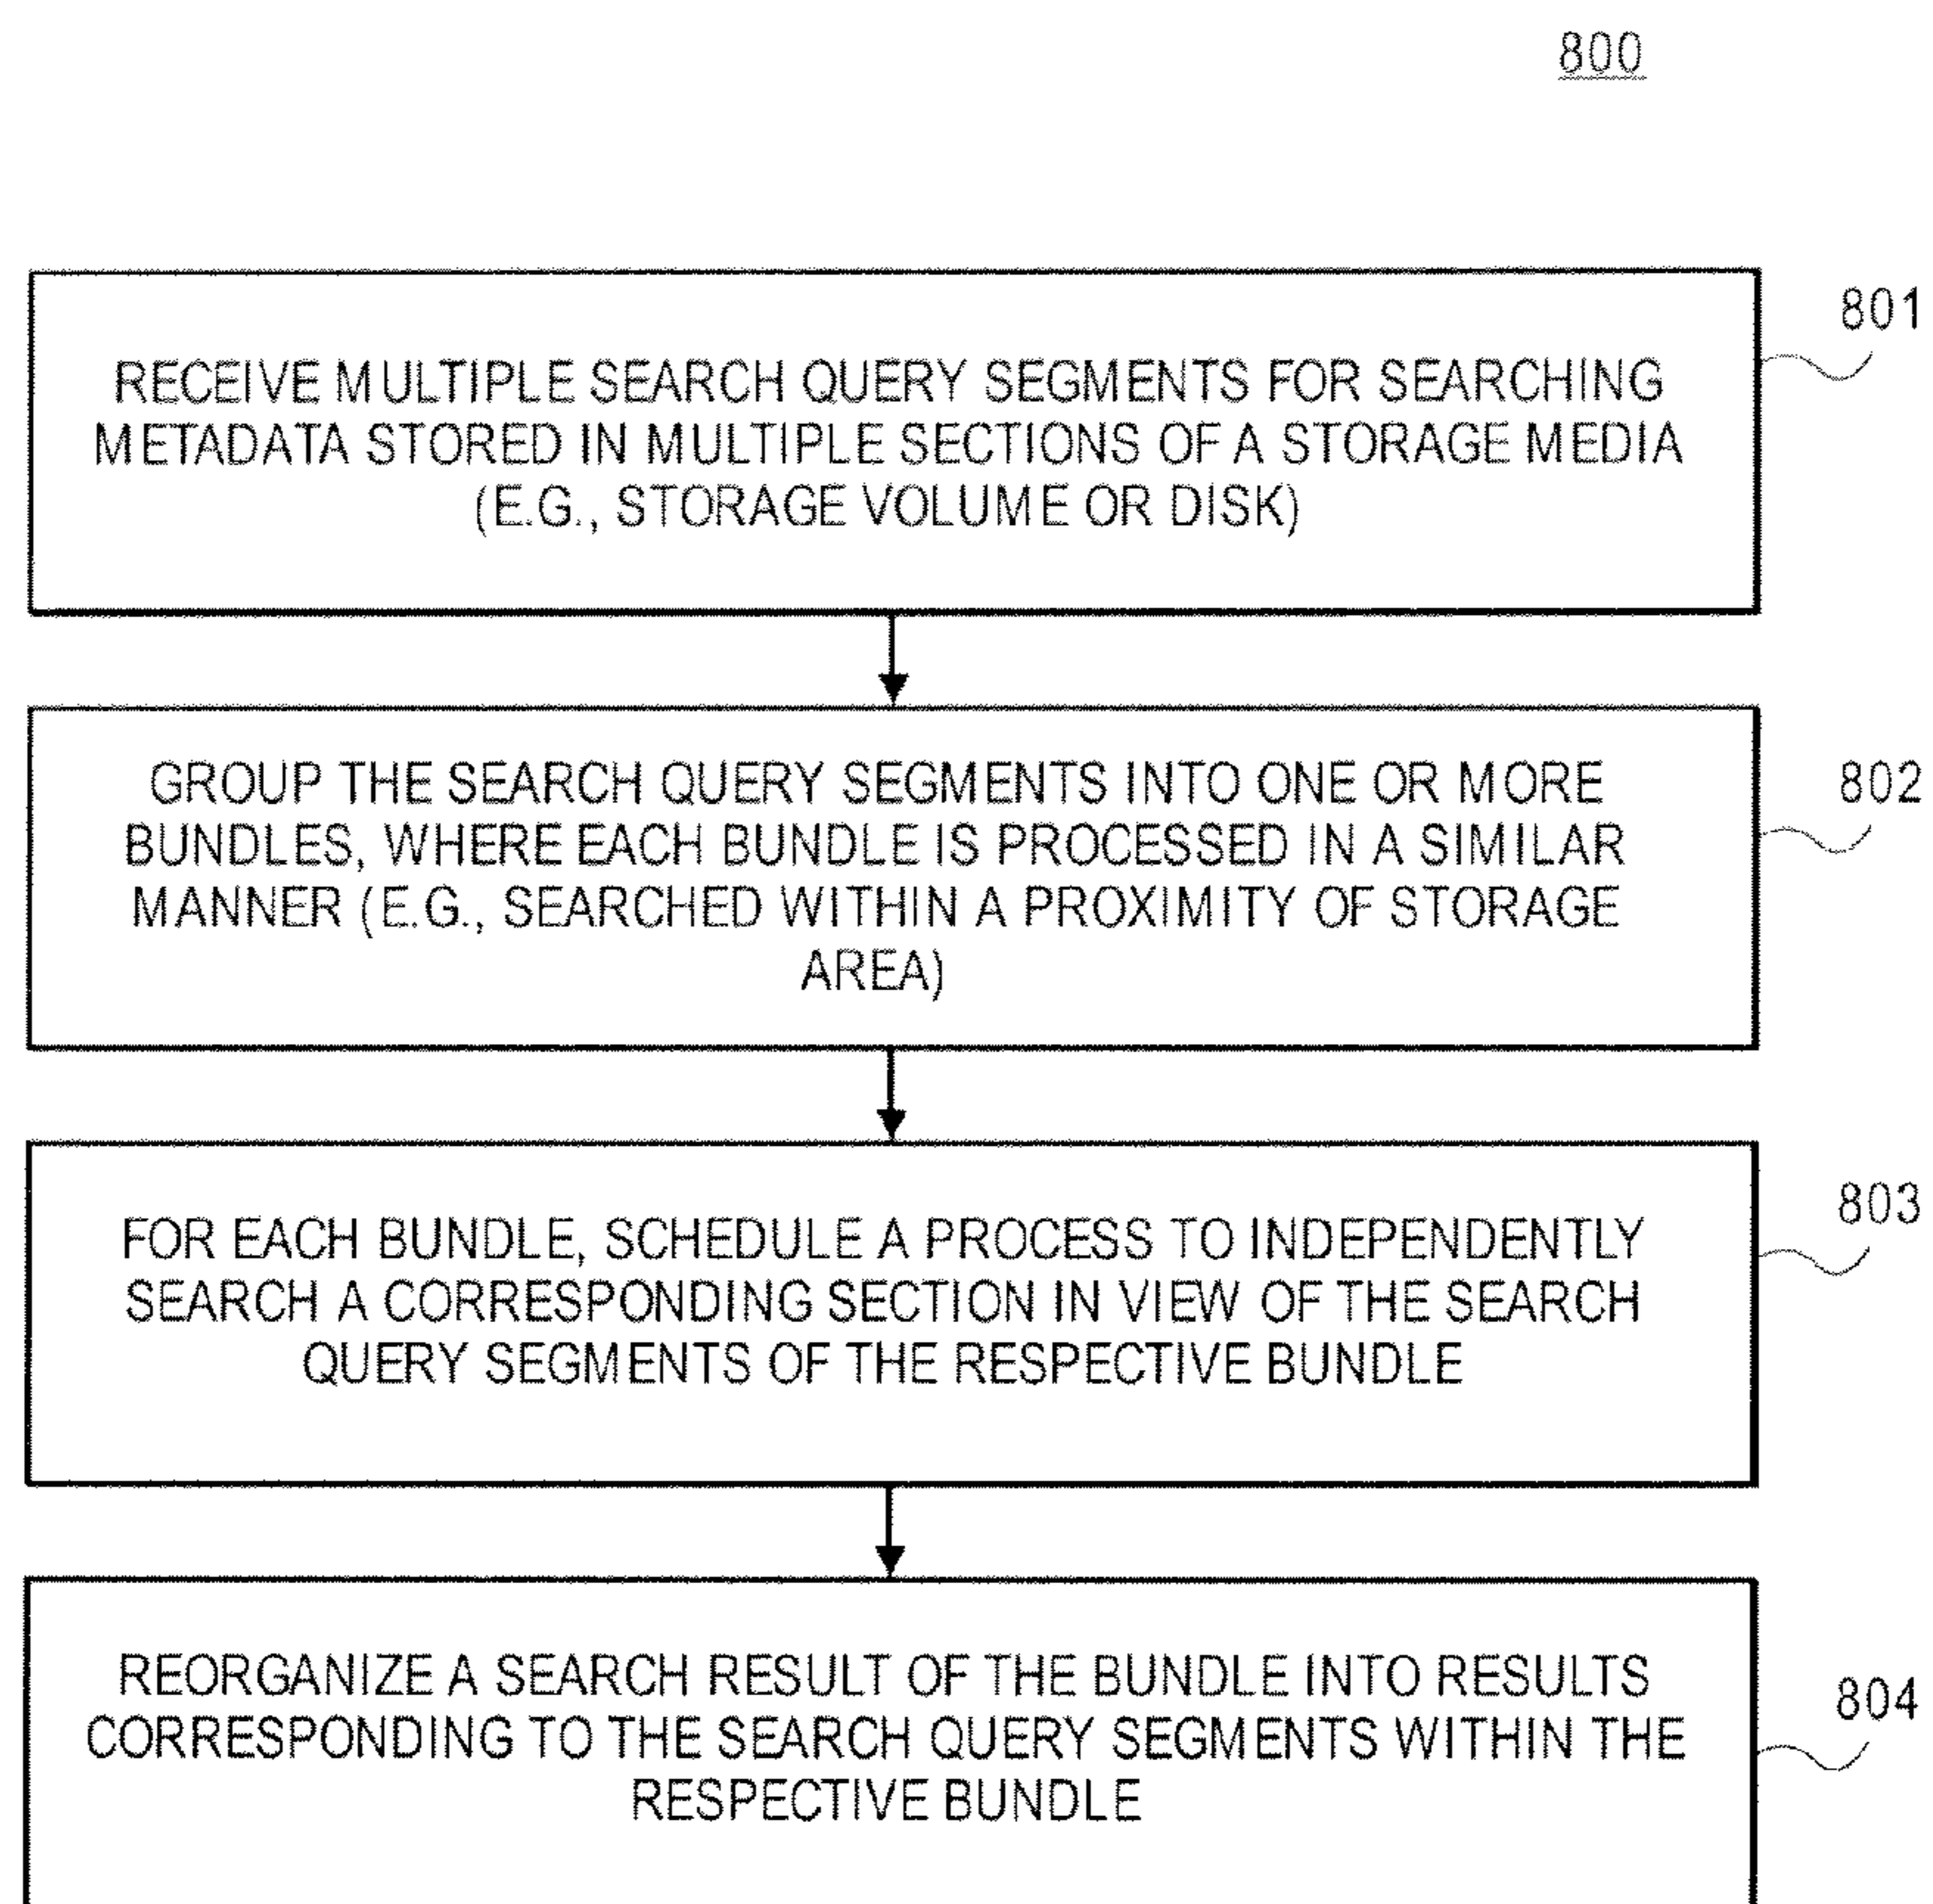 800
801
RECEIVE MULTIPLE SEARCH QUERY SEGMENTS FOR SEARCHING
METADATA STORED IN MULTIPLE SECTIONS OF A STORAGE MEDIA
(E.G., STORAGE VOLUME OR DISK)
802
GROUP THE SEARCH QUERY SEGMENTS INTO ONE OR MORE
BUNDLES, WHERE EACH BUNDLE IS PROCESSED IN A SIMILAR
MANNER (E.G., SEARCHED WITHIN A PROXIMITY OF STORAGE
AREA)
803
FOR EACH BUNDLE, SCHEDULE A PROCESS TO INDEPENDENTLY
SEARCH A CORRESPONDING SECTION IN VIEW OF THE SEARCH
QUERY SEGMENTS OF THE RESPECTIVE BUNDLE
804
REORGANIZE A SEARCH RESULT OF THE BUNDLE INTO RESULTS
CORRESPONDING TO THE SEARCH QUERY SEGMENTS WITHIN THE
RESPECTIVE BUNDLE